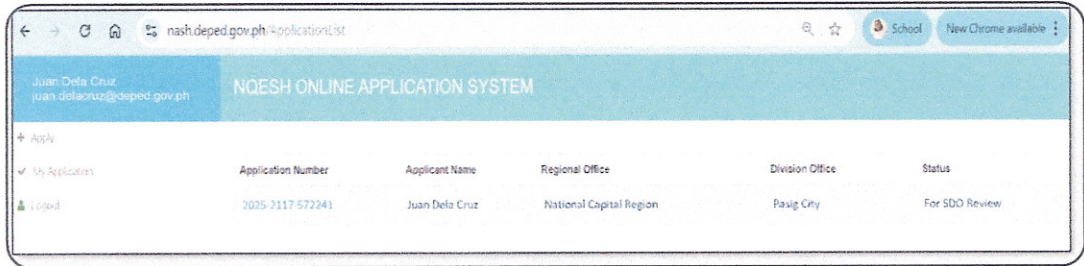 nash.deped.gov.ph/ApplicationList
School
New Chrome available
Juan Dela Cruz
juan.delacruz@deped.gov.ph
NQESH ONLINE APPLICATION SYSTEM
Apply
My Application
Logout
Application Number Applicant Name Regional Office Division Office Status
2025-2117-572241 Juan Dela Cruz National Capital Region Pasig City For SDO Review